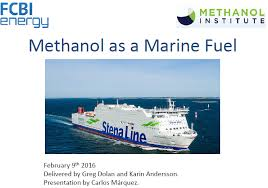 FCBI
energy
METHANOL
INSTITUTE
Methanol as a Marine Fuel
Stena Line
February 9th 2016
Delivered by Greg Dolan and Karin Andersson.
Presentation by Carlos Márquez.